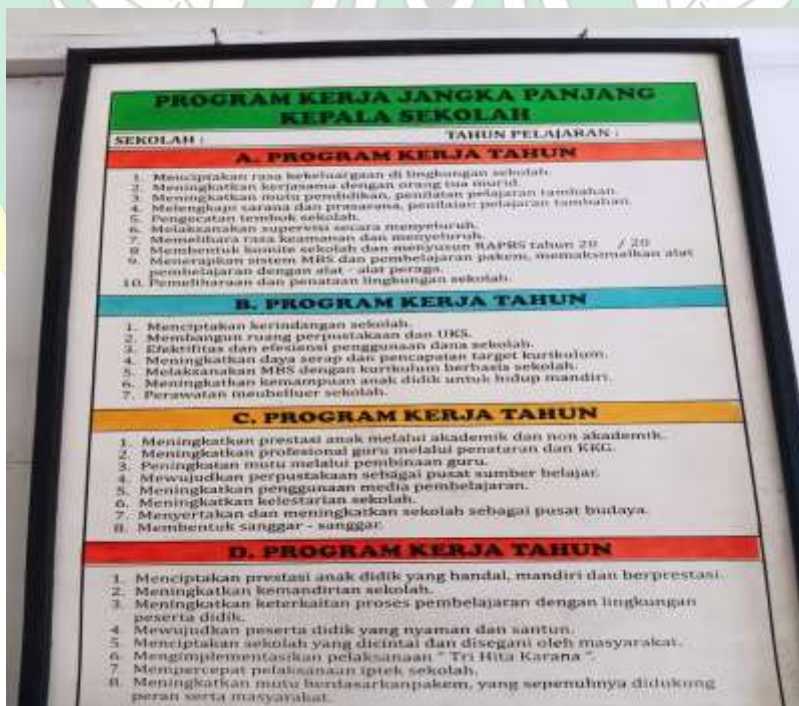 PROGRAM KERJA JANGKA PANJANG
KEPALA SEKOLAH
SEKOLAH : TAHUN PELAJARAN :
A. PROGRAM KERJA TAHUN
1. Menciptakan rasa kekeluargaan di lingkungan sekolah.
2. Meningkatkan kerjasama dengan orang tua murid.
3. Meningkatkan mutu pendidikan, penilaian pelajaran tambahan.
4. Melengkapi sarana dan prasarana, penilaian pelajaran tambahan.
5. Pengecatan tembok sekolah.
6. Melaksanakan supervisi secara menyeluruh.
7. Memelihara rasa keamanan dan menyeluruh.
8 Membentuk komite sekolah dan menyusun RAPBS tahun 20 / 20
9. Menerapkan sistem MBS dan pembelajaran pakem, memaksimalkan alat
pembelajaran dengan alat - alat peraga.
10. Pemeliharaan dan penataan lingkungan sekolah.
B. PROGRAM KERJA TAHUN
1. Menciptakan kerindangan sekolah.
2. Membangun ruang perpustakaan dan UKS.
3. Efektifitas dan efesiensi penggunaan dana sekolah.
4. Meningkatkan daya serap dan pencapaian target kurikulum.
5. Melaksanakan MBS dengan kurikulum berbasis sekolah.
6. Meningkatkan kemampuan anak didik untuk hidup mandiri.
7. Perawatan meubelluer sekolah.
C. PROGRAM KERJA TAHUN
1. Meningkatkan prestasi anak melalui akademik dan non akademik.
2. Meningkatkan profesional guru melalui penataran dan KKG.
3. Peningkatan mutu melalui pembinaan guru.
4. Mewujudkan perpustakaan sebagai pusat sumber belajar.
5. Meningkatkan penggunaan media pembelajaran.
6. Meningkatkan kelestarian sekolah.
7. Menyertakan dan meningkatkan sekolah sebagai pusat budaya.
8. Membentuk sanggar - sanggar.
D. PROGRAM KERJA TAHUN
1. Menciptakan prestasi anak didik yang handal, mandiri dan berprestasi.
2. Meningkatkan kemandirian sekolah.
3. Meningkatkan keterkaitan proses pembelajaran dengan lingkungan
peserta didik.
4. Mewujudkan peserta didik yang nyaman dan santun.
5. Menciptakan sekolah yang dicintai dan disegani oleh masyarakat.
6. Mengimplementasikan pelaksanaan " Tri Hita Karana ".
7. Mempercepat pelaksanaan iptek sekolah.
8. Meningkatkan mutu berdasarkanpakem, yang sepenuhnya didukung
peran serta masyarakat.